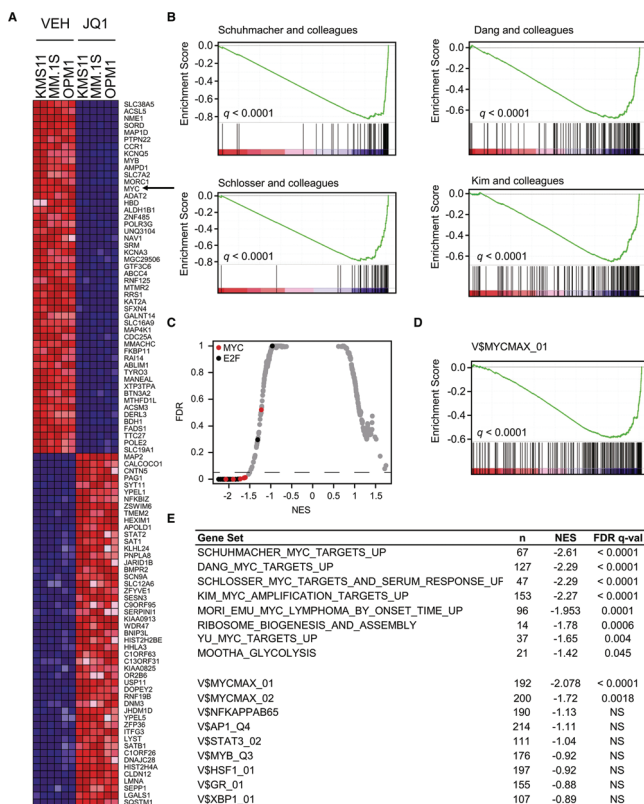 A
VEH JQ1
KMS11
MM.1S
OPM1
KMS11
MM.1S
OPM1
SLC38A5
ACSL5
NME1
SORD
MAP1D
PTPN22
CCR1
KCNQ5
MYB
AMPD1
SLC7A2
MORC1
MYC
ADAT2
HBD
ALDH1B1
ZNF485
POLR3G
UNQ3104
NAV1
SRM
KCNA3
MGC29506
GTF3C6
ABCC4
RNF125
MTMR2
RRS1
KAT2A
SFXN4
GALNT14
SLC16A9
MAP4K1
CDC25A
MMACHC
FKBP11
RAI14
ABLIM1
TYRO3
MANEAL
XTP3TPA
BTN3A2
MTHFD1L
ACSM3
DERL3
BDH1
FADS1
TTC27
POLE2
SLC19A1
MAP2
CALCOCO1
CNTN5
PAG1
SYT11
YPEL1
NFKBIZ
ZSWIM6
TMEM2
HEXIM1
APOLD1
STAT2
SAT1
KLHL24
PNPLA8
JARID1B
BMPR2
SCN9A
SLC12A6
ZFYVE1
SESN3
C9ORF95
SERPINI1
KIAA0913
WDR47
BNIP3L
HIST2H2BE
HHLA3
C1ORF63
C13ORF31
KIAA0825
OR2B6
USP11
DOPEY2
RNF19B
DNM3
JHDM1D
YPEL5
ZFP36
ITFG3
LYST
SATB1
C1ORF26
DNAJC28
HIST2H4A
CLDN12
LMNA
SEPP1
LGALS1
SQSTM1
B
Schuhmacher and colleagues
Enrichment Score
0.0
-0.2
-0.4
-0.6
-0.8
q < 0.0001
Dang and colleagues
Enrichment Score
0.0
-0.2
-0.4
-0.6
q < 0.0001
Schlosser and colleagues
Enrichment Score
0.0
-0.2
-0.4
-0.6
-0.8
q < 0.0001
Kim and colleagues
Enrichment Score
0.0
-0.2
-0.4
-0.6
q < 0.0001
C
MYC
E2F
FDR
1
0.8
0.6
0.4
0.2
0
-2 -1.5 -1 -0.5 0 0.5 1 1.5
NES
D
V$MYCMAX_01
Enrichment Score
0.0
-0.2
-0.4
-0.6
q < 0.0001
E
Gene Set n NES FDR q-val
SCHUHMACHER_MYC_TARGETS_UP 67 -2.61 < 0.0001
DANG_MYC_TARGETS_UP 127 -2.29 < 0.0001
SCHLOSSER_MYC_TARGETS_AND_SERUM_RESPONSE_UF 47 -2.29 < 0.0001
KIM_MYC_AMPLIFICATION_TARGETS_UP 153 -2.27 < 0.0001
MORI_EMU_MYC_LYMPHOMA_BY_ONSET_TIME_UP 96 -1.953 0.0001
RIBOSOME_BIOGENESIS_AND_ASSEMBLY 14 -1.78 0.0006
YU_MYC_TARGETS_UP 37 -1.65 0.004
MOOTHA_GLYCOLYSIS 21 -1.42 0.045
V$MYCMAX_01 192 -2.078 < 0.0001
V$MYCMAX_02 200 -1.72 0.0018
V$NFKAPPAB65 190 -1.13 NS
V$AP1_Q4 214 -1.11 NS
V$STAT3_02 111 -1.04 NS
V$MYB_Q3 176 -0.92 NS
V$HSF1_01 197 -0.92 NS
V$GR_01 155 -0.88 NS
V$XBP1_01 107 -0.80 NS